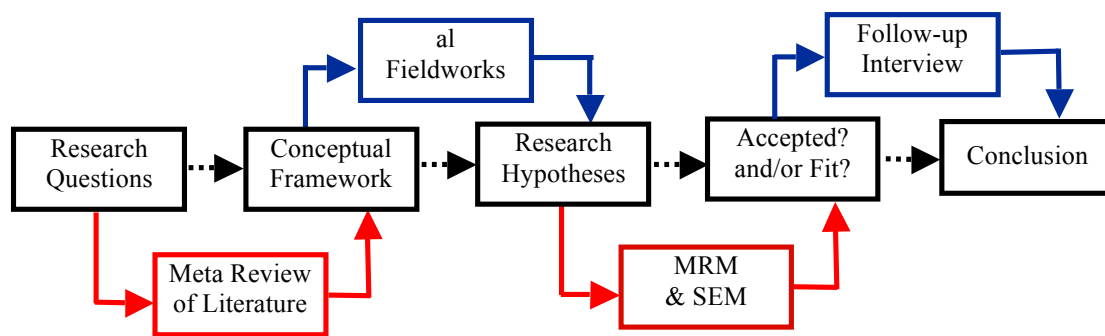 al
Fieldworks
Follow-up
Interview
Research
Questions
Conceptual
Framework
Research
Hypotheses
Accepted?
and/or Fit?
Conclusion
Meta Review
of Literature
MRM
& SEM